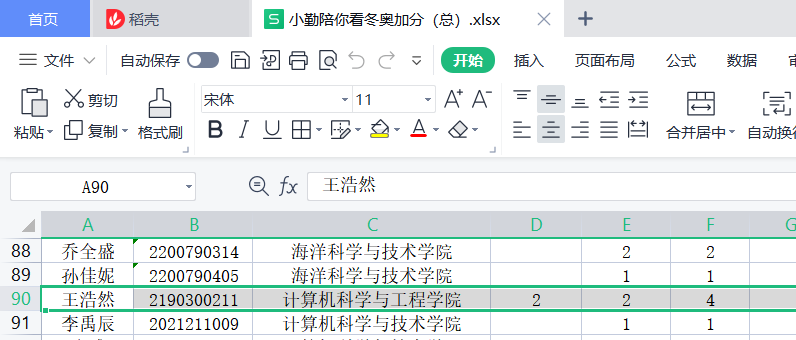 首页 稻壳 小勤陪你看冬奥加分（总）.xlsx
文件 自动保存 开始 插入 页面布局 公式 数据
剪切 宋体 11 A+ A-
粘贴 复制 格式刷 B I U A 合并居中 自动换
A90 fx 王浩然
A B C D E F G
88 乔全盛 2200790314 海洋科学与技术学院 2 2
89 孙佳妮 2200790405 海洋科学与技术学院 1 1
90 王浩然 2190300211 计算机科学与工程学院 2 2 4
91 李禹辰 2021211009 计算机科学与技术学院 1 1